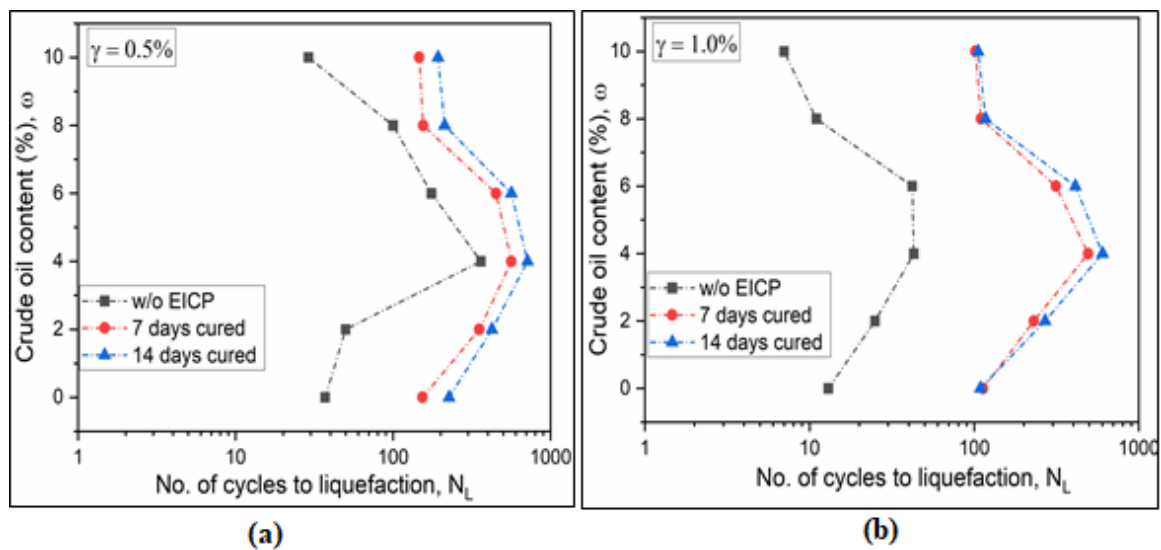 γ = 0.5%
10
8
6
4
2
0
Crude oil content (%), ω
w/o EICP
7 days cured
14 days cured
1
10
100
1000
No. of cycles to liquefaction, N_L
(a)
γ = 1.0%
10
8
6
4
2
0
Crude oil content (%), ω
w/o EICP
7 days cured
14 days cured
1
10
100
1000
No. of cycles to liquefaction, N_L
(b)